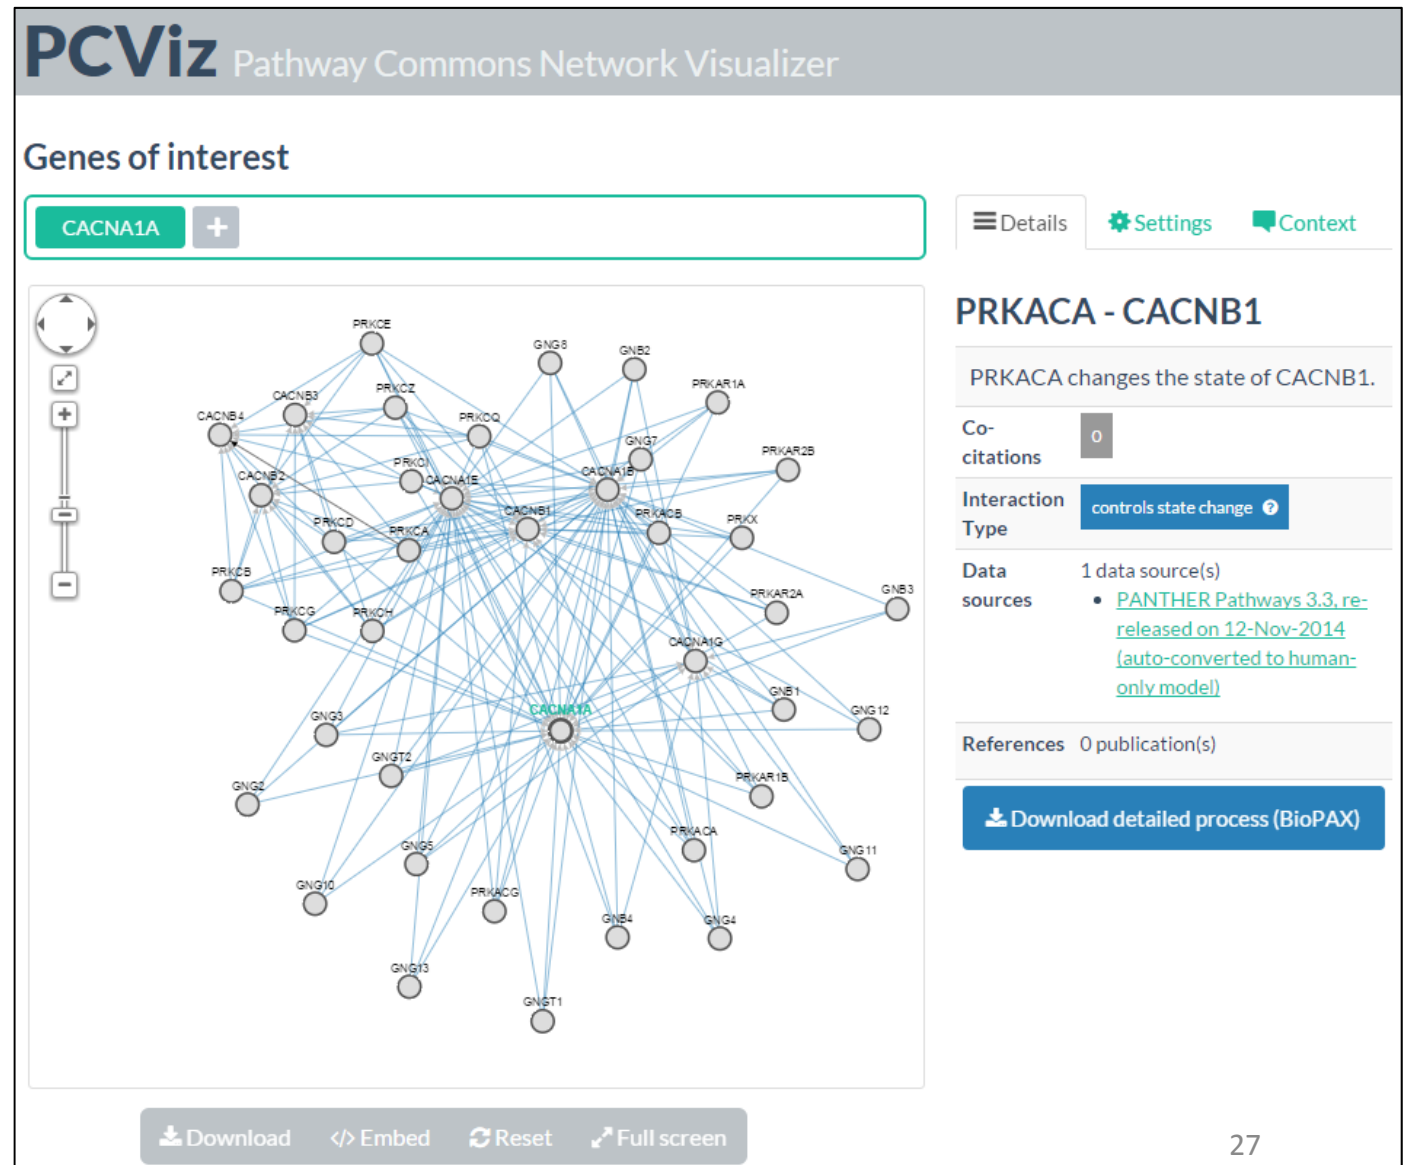 PCViz Pathway Commons Network Visualizer
Genes of interest
CACNA1A +
Details Settings Context
PRKACA - CACNB1
PRKACA changes the state of CACNB1.
Co-
citations
0
Interaction
Type
controls state change ?
Data
sources
1 data source(s)
• PANTHER Pathways 3.3, re-
released on 12-Nov-2014
(auto-converted to human-
only model)
References 0 publication(s)
Download detailed process (BioPAX)
PRKCE
GNG8
GNB2
PRKAR1A
PRKCZ
CACNB3
CACNB4
PRKCQ
GNG7
PRKAR2B
PRKCI
CACNA1E
CACNA1B
CACNB2
CACNB1
PRKACB
PRKX
PRKCD
PRKCA
PRKCB
PRKAR2A
GNB3
PRKCG
PRKCH
CACNA1G
GNB1
GNG12
CACNA1A
GNG3
GNGT2
GNG2
PRKAR1B
PRKACA
GNG5
GNG11
GNG10
PRKACG
GNB4
GNG4
GNG13
GNGT1
Download </> Embed Reset Full screen
27